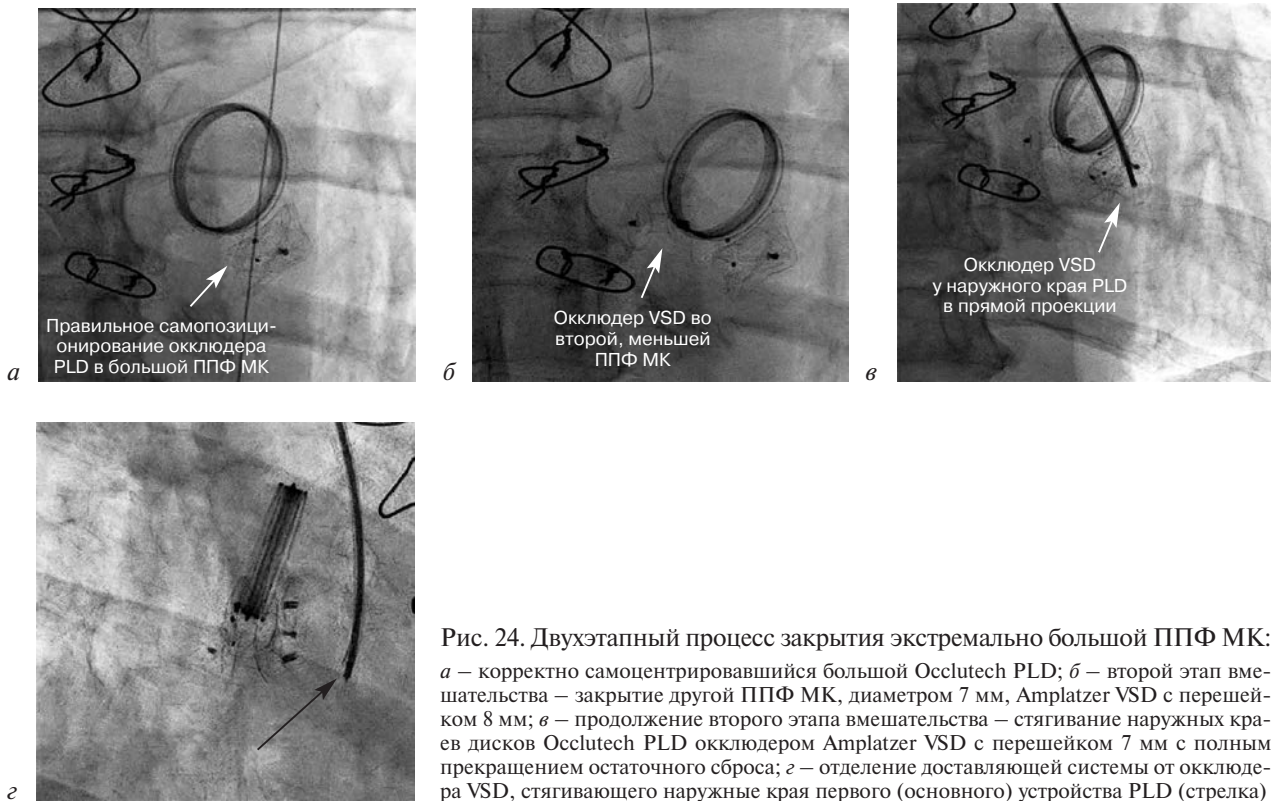 Правильное самопозици-
онирование окклюдера
PLD в большой ППФ МК
а
Окклюдер VSD во
второй, меньшей
ППФ МК
б
Окклюдер VSD
у наружного края PLD
в прямой проекции
в
г
Рис. 24. Двухэтапный процесс закрытия экстремально большой ППФ МК:
а – корректно самоцентрировавшийся большой Occlutech PLD; б – второй этап вме-
шательства – закрытие другой ППФ МК, диаметром 7 мм, Amplatzer VSD с перешей-
ком 8 мм; в – продолжение второго этапа вмешательства – стягивание наружных кра-
ев дисков Occlutech PLD окклюдером Amplatzer VSD с перешейком 7 мм с полным
прекращением остаточного сброса; г – отделение доставляющей системы от окклюде-
ра VSD, стягивающего наружные края первого (основного) устройства PLD (стрелка)